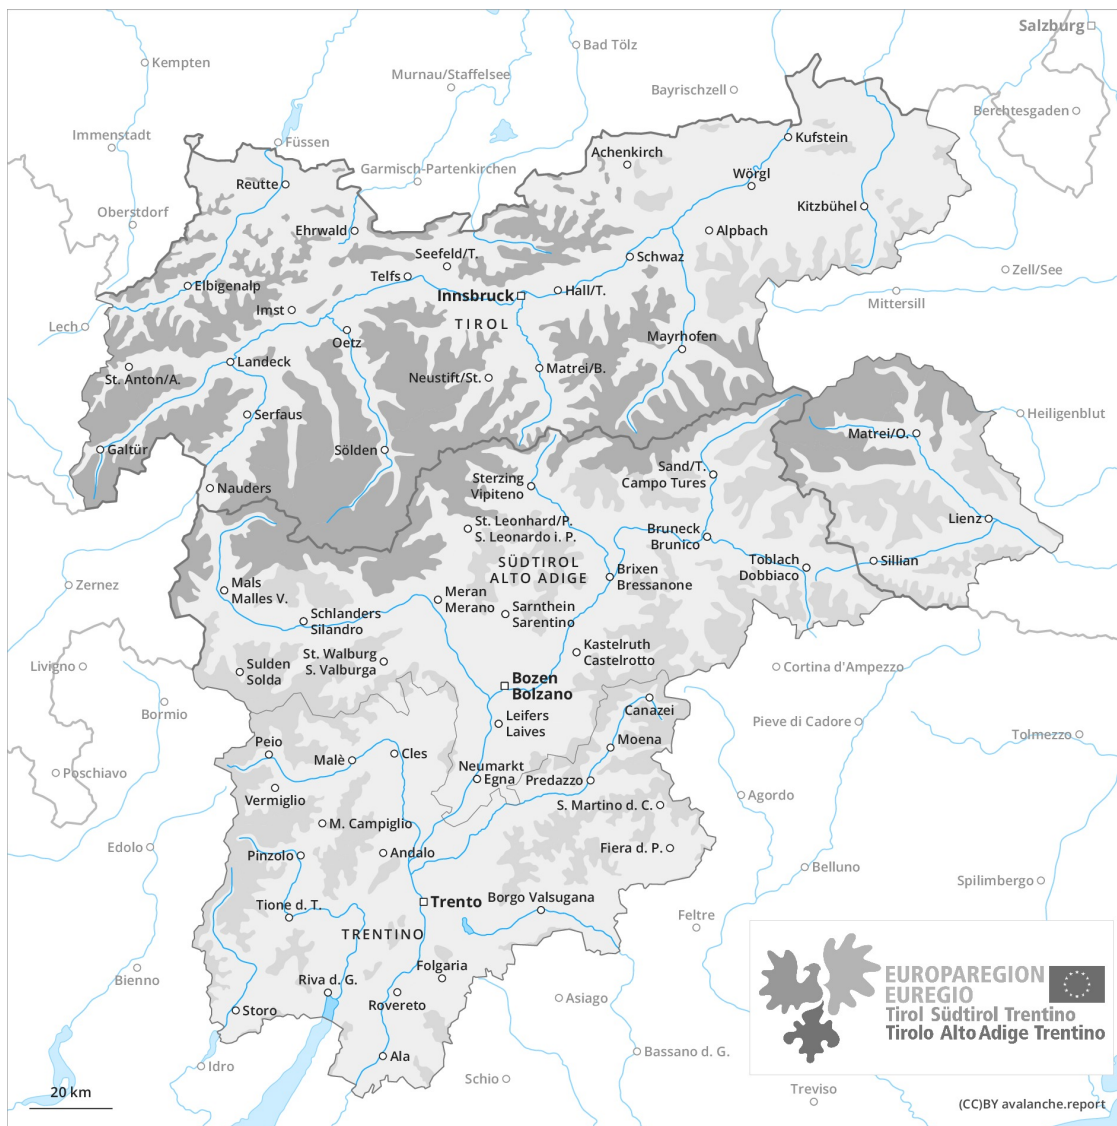 Salzburg
Bad Tölz
Kempten
Murnau/Staffelsee
Bayrischzell
Berchtesgaden
Immenstadt
Füssen
Kufstein
Achenkirch
Garmisch-Partenkirchen
Wörgl
Reutte
Kitzbühel
Oberstdorf
Ehrwald
Alpbach
Seefeld/T.
Schwaz
Zell/See
Telfs
Elbigenalp
Hall/T.
Innsbruck
Mittersill
Imst
TIROL
Lech
Oetz
Mayrhofen
Landeck
Matrei/B.
St. Anton/A.
Neustift/St.
Serfaus
Heiligenblut
Matrei/O.
Galtür
Sölden
Sand/T.
Campo Tures
Sterzing
Vipiteno
Nauders
St. Leonhard/P.
S. Leonardo i. P.
Lienz
Bruneck
Brunico
SÜDTIROL
ALTO ADIGE
Toblach
Dobbiaco
Sillian
Brixen
Bressanone
Zernez
Mals
Malles V.
Meran
Merano
Schlanders
Silandro
Sarnthein
Sarentino
Kastelruth
Castelrotto
St. Walburg
S. Valburga
Livigno
Sulden
Solda
Cortina d'Ampezzo
Bozen
Bolzano
Bormio
Canazei
Leifers
Laives
Pieve di Cadore
Tolmezzo
Moena
Peio
Cles
Malè
Poschiavo
Neumarkt
Egna
Predazzo
Vermiglio
Agordo
S. Martino d. C.
M. Campiglio
Edolo
Fiera d. P.
Pinzolo
Andalo
Belluno
Spilimbergo
Borgo Valsugana
Trento
Tione d. T.
Feltre
TRENTINO
Bienno
Folgaria
Riva d. G.
Rovereto
Asiago
Storo
EUROPAREGION
EUREGIO
Tirol Südtirol Trentino
Tirolo Alto Adige Trentino
Ala
Bassano d. G.
Idro
Schio
Treviso
20 km
(CC)BY avalanche.report